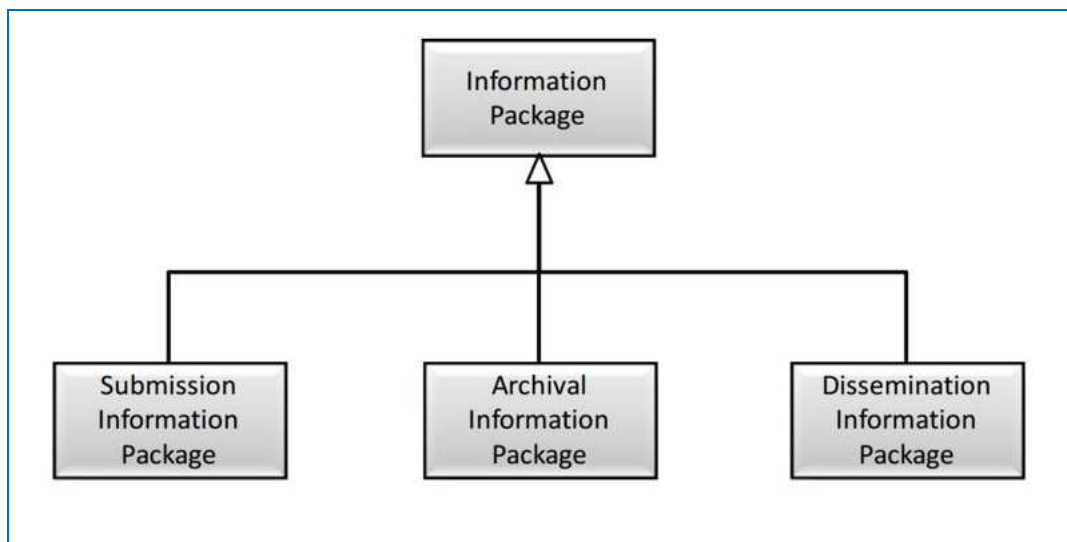 Information
Package
Submission
Information
Package
Archival
Information
Package
Dissemination
Information
Package